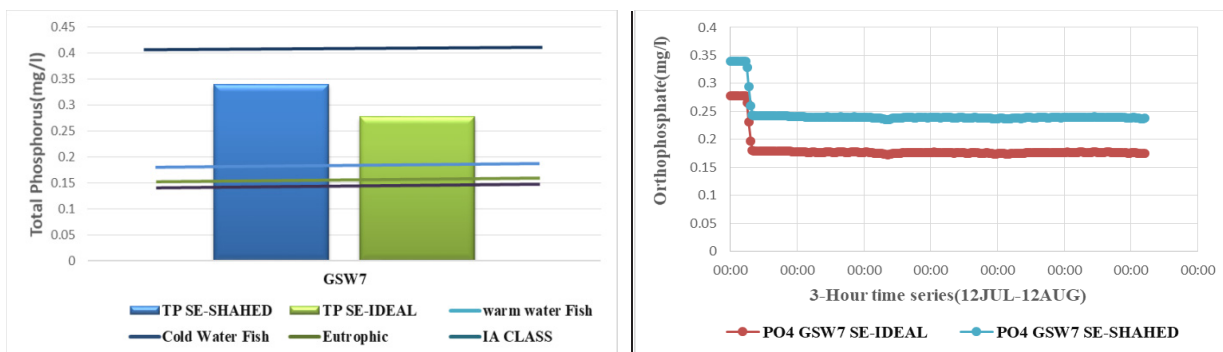 Total Phosphorus(mg/l)
0.45
0.4
0.35
0.3
0.25
0.2
0.15
0.1
0.05
0
GSW7
TP SE-SHAHED TP SE-IDEAL warm water Fish
Cold Water Fish Eutrophic IA CLASS
Orthophosphate(mg/l)
0.4
0.35
0.3
0.25
0.2
0.15
0.1
0.05
0
00:00 00:00 00:00 00:00 00:00 00:00 00:00 00:00
3-Hour time series(12JUL-12AUG)
PO4 GSW7 SE-IDEAL PO4 GSW7 SE-SHAHED